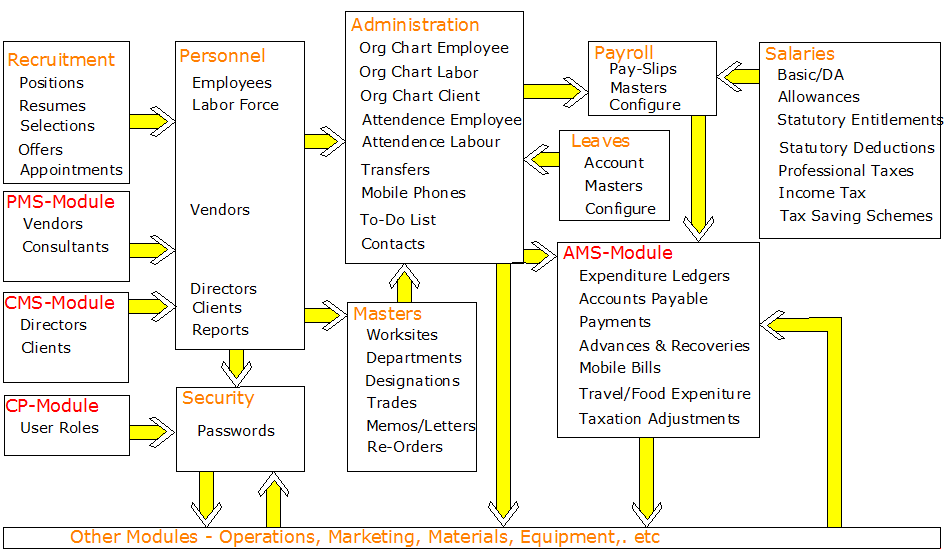 Recruitment
Positions
Resumes
Selections
Offers
Appointments
PMS-Module
Vendors
Consultants
CMS-Module
Directors
Clients
CP-Module
User Roles
Personnel
Employees
Labor Force
Vendors
Directors
Clients
Reports
Security
Passwords
Administration
Org Chart Employee
Org Chart Labor
Org Chart Client
Attendence Employee
Attendence Labour
Transfers
Mobile Phones
To-Do List
Contacts
Masters
Worksites
Departments
Designations
Trades
Memos/Letters
Re-Orders
Payroll
Pay-Slips
Masters
Configure
Leaves
Account
Masters
Configure
Salaries
Basic/DA
Allowances
Statutory Entitlements
Statutory Deductions
Professional Taxes
Income Tax
Tax Saving Schemes
AMS-Module
Expenditure Ledgers
Accounts Payable
Payments
Advances & Recoveries
Mobile Bills
Travel/Food Expeniture
Taxation Adjustments
Other Modules - Operations, Marketing, Materials, Equipment,. etc